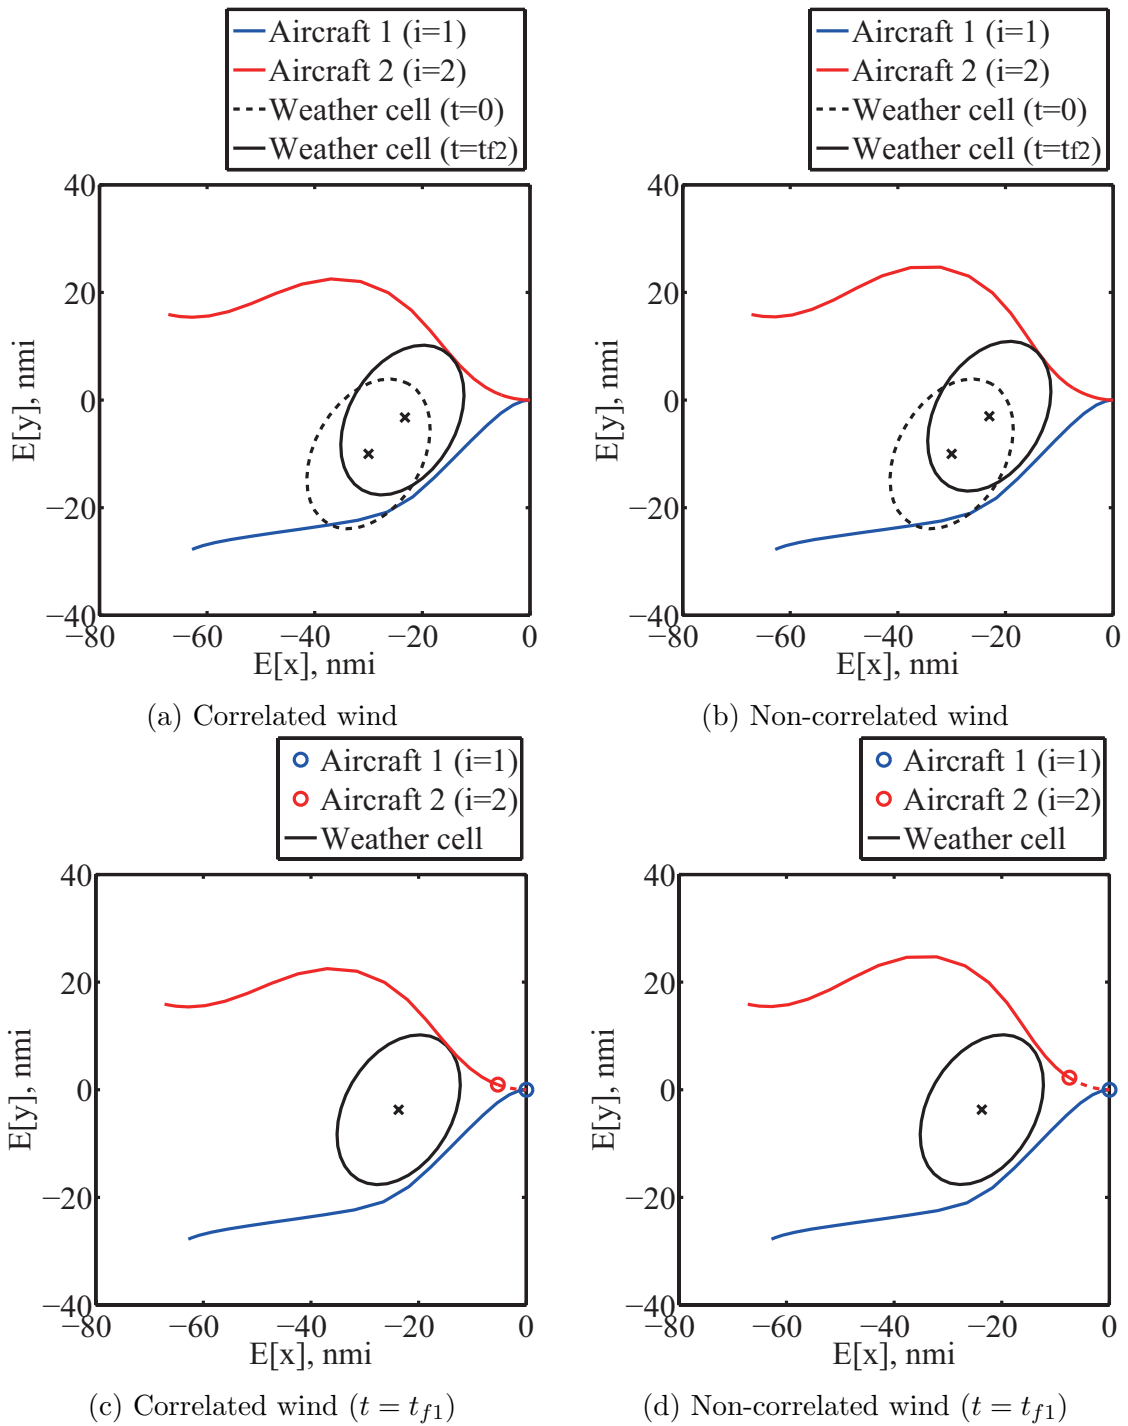 Aircraft 1 (i=1)
Aircraft 2 (i=2)
Weather cell (t=0)
Weather cell (t=tf2)
40
20
0
−20
−40
−80
−60
−40
−20
0
E[y], nmi
E[x], nmi
(a) Correlated wind
Aircraft 1 (i=1)
Aircraft 2 (i=2)
Weather cell (t=0)
Weather cell (t=tf2)
40
20
0
−20
−40
−80
−60
−40
−20
0
E[y], nmi
E[x], nmi
(b) Non-correlated wind
Aircraft 1 (i=1)
Aircraft 2 (i=2)
Weather cell
40
20
0
−20
−40
−80
−60
−40
−20
0
E[y], nmi
E[x], nmi
(c) Correlated wind (t = tf1)
Aircraft 1 (i=1)
Aircraft 2 (i=2)
Weather cell
40
20
0
−20
−40
−80
−60
−40
−20
0
E[y], nmi
E[x], nmi
(d) Non-correlated wind (t = tf1)